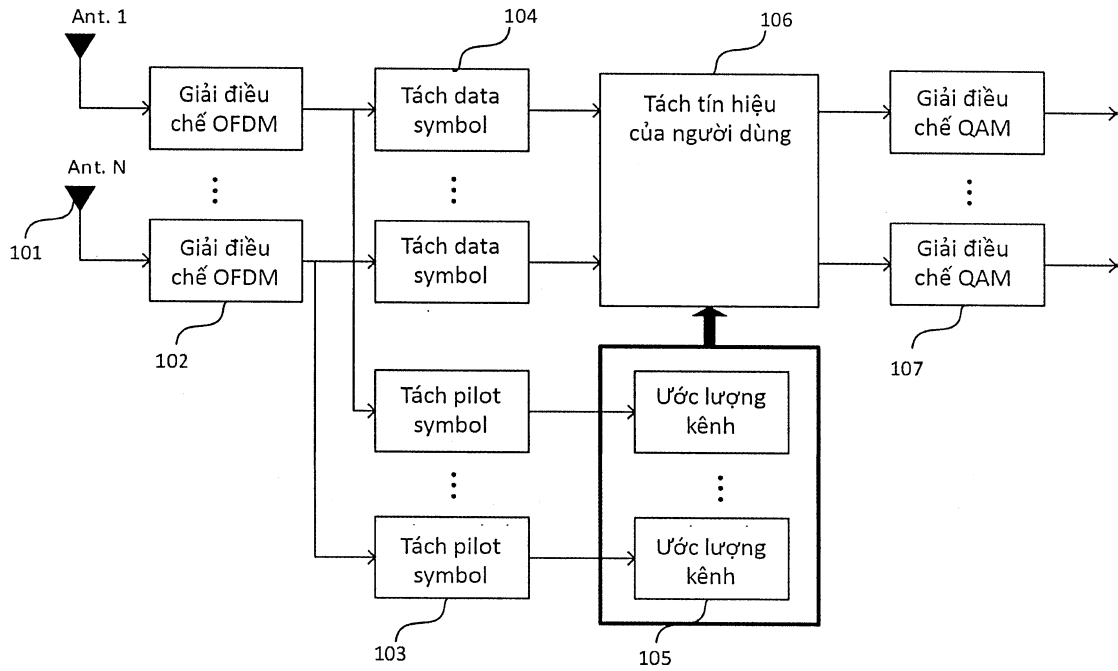 Ant. 1
104
106
Giải điều
chế OFDM
Tách data
symbol
Tách tín hiệu
của người dùng
Giải điều
chế QAM
Ant. N
101
Giải điều
chế OFDM
Tách data
symbol
Giải điều
chế QAM
102
107
Tách pilot
symbol
Ước lượng
kênh
Tách pilot
symbol
Ước lượng
kênh
103
105